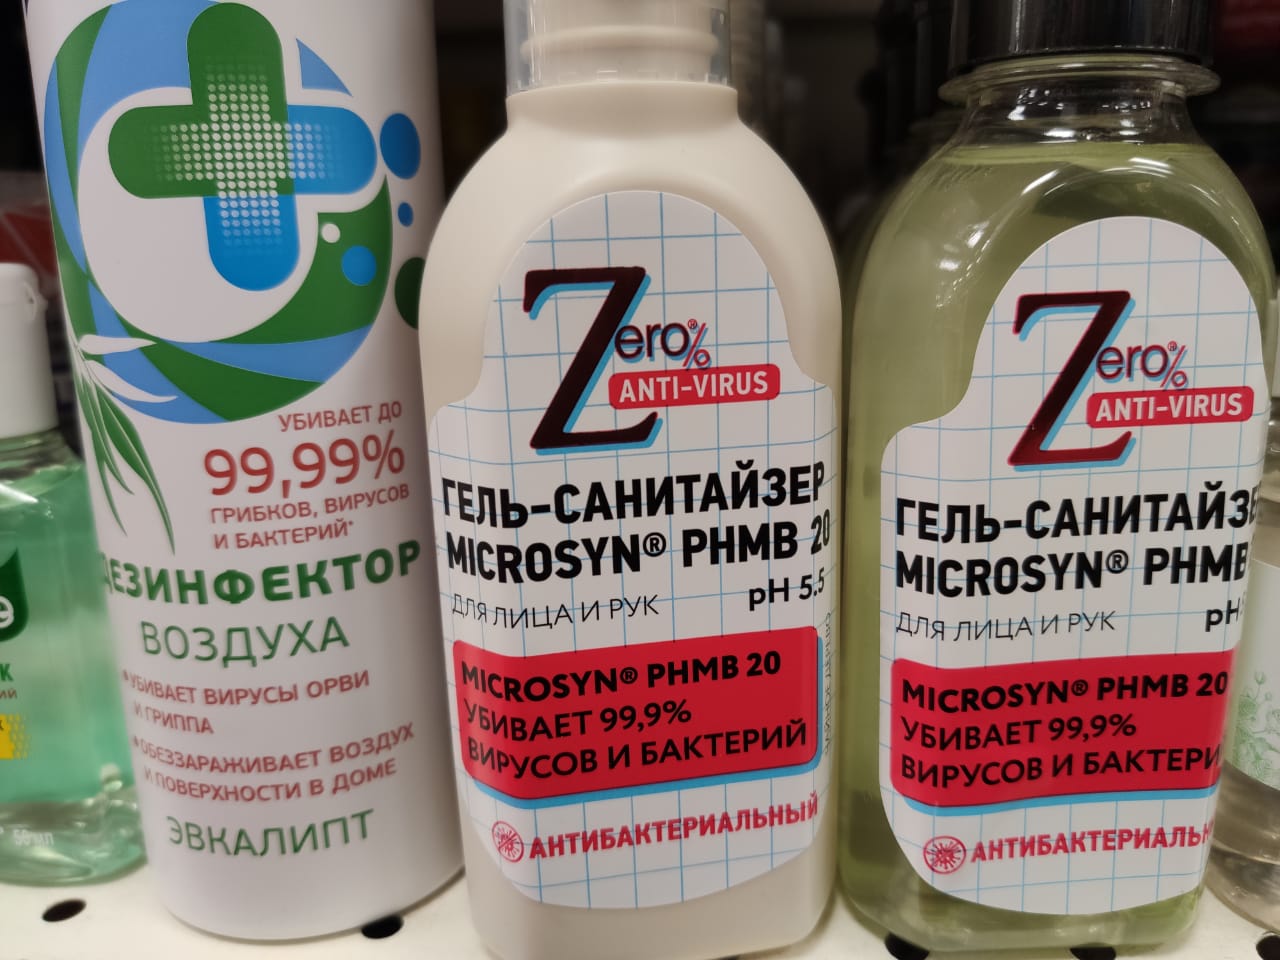 УБИВАЕТ ДО
99,99%
ГРИБКОВ, ВИРУСОВ
И БАКТЕРИЙ*
ДЕЗИНФЕКТОР
ВОЗДУХА
•УБИВАЕТ ВИРУСЫ ОРВИ
И ГРИППА
•ОБЕЗЗАРАЖИВАЕТ ВОЗДУХ
И ПОВЕРХНОСТИ В ДОМЕ
ЭВКАЛИПТ
50 мл
Zero®%
ANTI-VIRUS
ГЕЛЬ-САНИТАЙЗЕР
MICROSYN® PHMB 20
ДЛЯ ЛИЦА И РУК pH 5.5
MICROSYN® PHMB 20
УБИВАЕТ 99,9%
ВИРУСОВ И БАКТЕРИЙ
АНТИБАКТЕРИАЛЬНЫЙ
Zero®%
ANTI-VIRUS
ГЕЛЬ-САНИТАЙЗЕ
MICROSYN® PHMB
ДЛЯ ЛИЦА И РУК pH
MICROSYN® PHMB 20
УБИВАЕТ 99,9%
ВИРУСОВ И БАКТЕРИ
АНТИБАКТЕРИАЛЬН